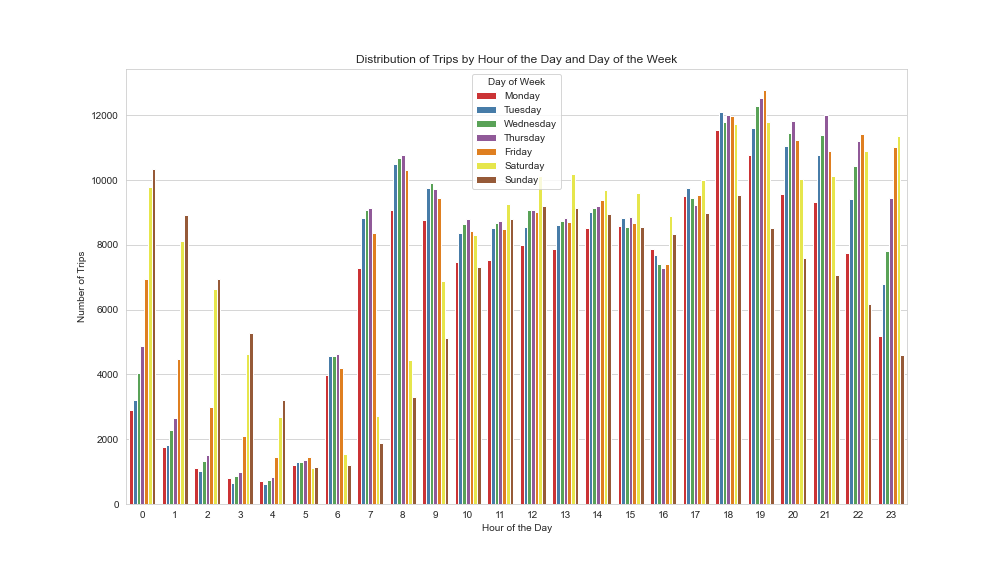 Distribution of Trips by Hour of the Day and Day of the Week
Day of Week
Monday
Tuesday
Wednesday
Thursday
Friday
Saturday
Sunday
Number of Trips
12000
10000
8000
6000
4000
2000
0
0 1 2 3 4 5 6 7 8 9 10 11 12 13 14 15 16 17 18 19 20 21 22 23
Hour of the Day